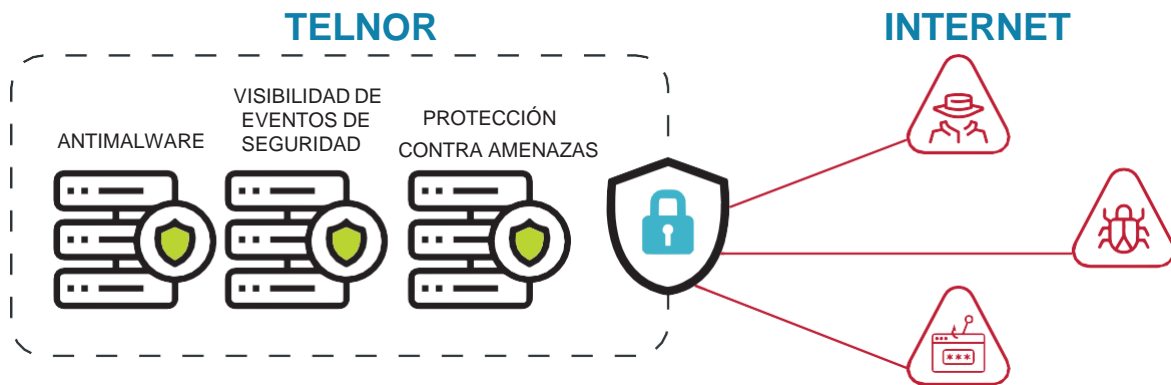 TELNOR
INTERNET
ANTIMALWARE
VISIBILIDAD DE
EVENTOS DE
SEGURIDAD
PROTECCIÓN
CONTRA AMENAZAS
***